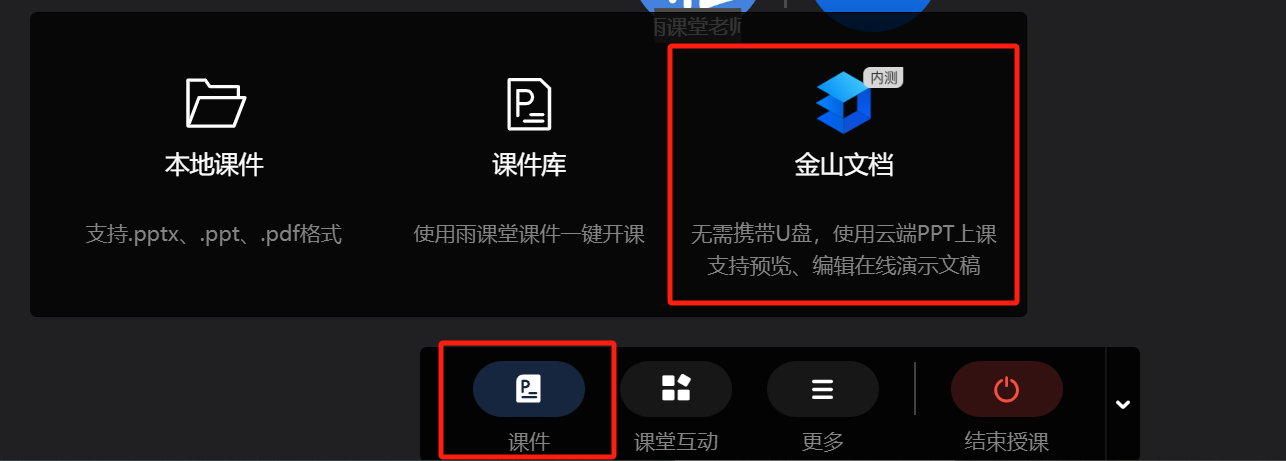 雨课堂老师
内测
本地课件
课件库
金山文档
支持.pptx、.ppt、.pdf格式
使用雨课堂课件一键开课
无需携带U盘，使用云端PPT上课
支持预览、编辑在线演示文稿
课件
课堂互动
更多
结束授课